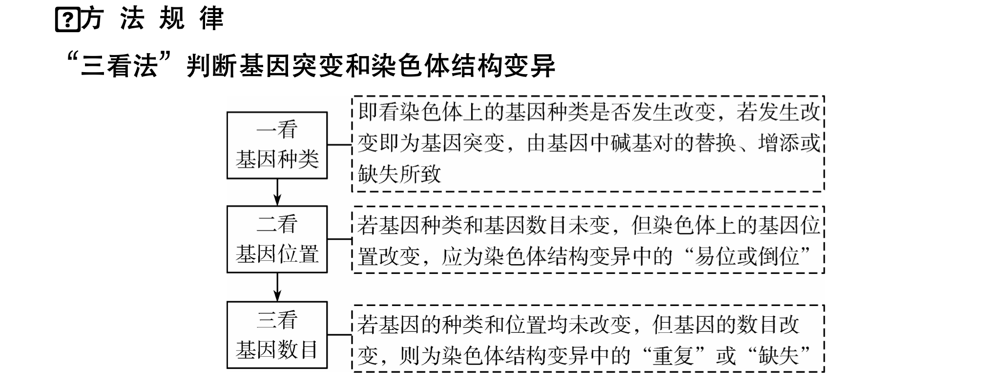 方 法 规 律
“三看法”判断基因突变和染色体结构变异
一看
基因种类
即看染色体上的基因种类是否发生改变，若发生改
变即为基因突变，由基因中碱基对的替换、增添或
缺失所致
二看
基因位置
若基因种类和基因数目未变，但染色体上的基因位
置改变，应为染色体结构变异中的“易位或倒位”
三看
基因数目
若基因的种类和位置均未改变，但基因的数目改
变，则为染色体结构变异中的“重复”或“缺失”